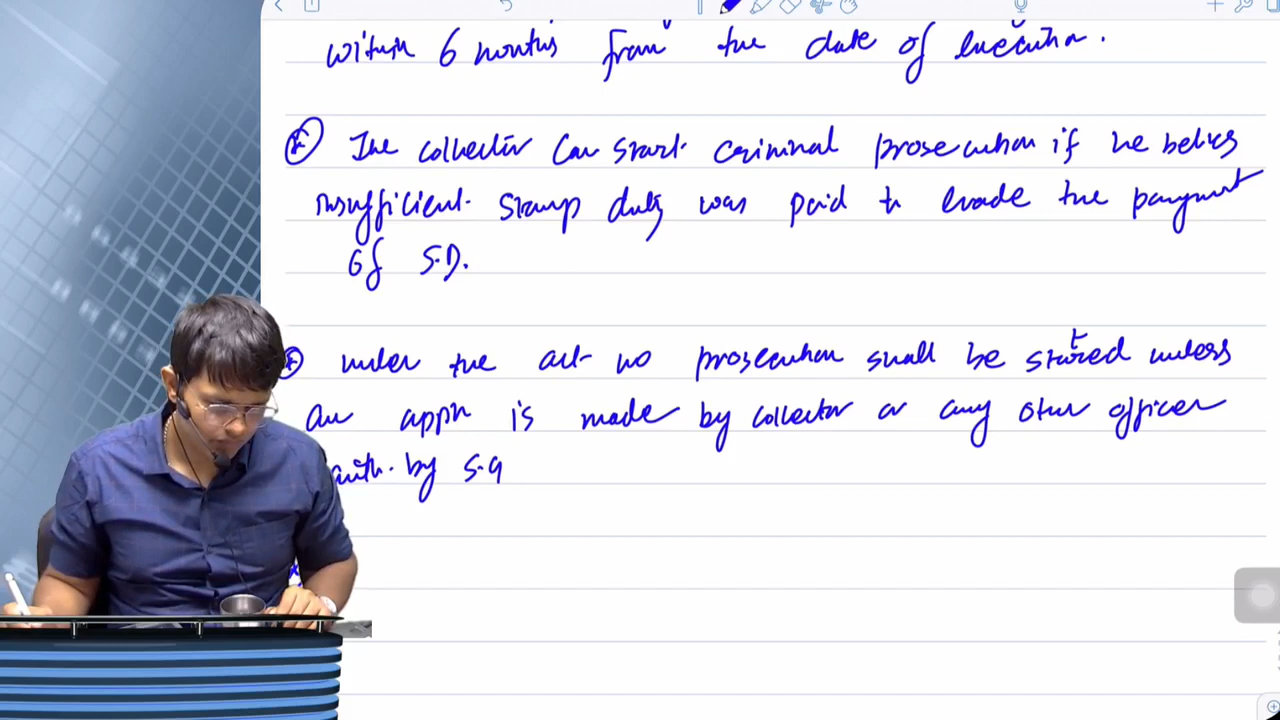 within 6 months from the date of execution.
The collector can start criminal prosecution if he belives
insufficient stamp duty was paid to evade the payment
of S.D.
under the act no prosecution shall be started unless
an appn is made by collector or any other officer
auth. by S.G